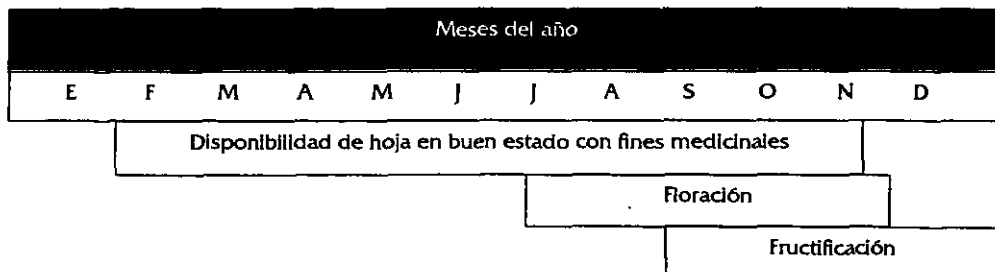 Meses del año
E F M A M J J A S O N D
Disponibilidad de hoja en buen estado con fines medicinales
Floración
Fructificación